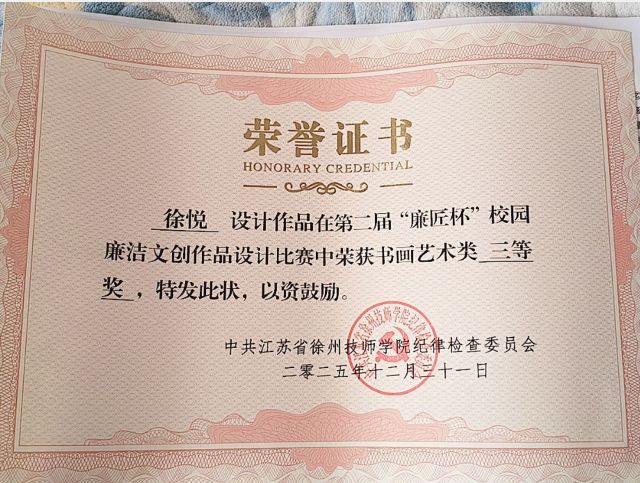 荣誉证书
HONORARY CREDENTIAL
徐悦 设计作品在第二届“廉匠杯”校园
廉洁文创作品设计比赛中荣获书画艺术类 三等
奖，特发此状，以资鼓励。
中共江苏省徐州技师学院纪律检查委员会
二零二五年十二月三十一日